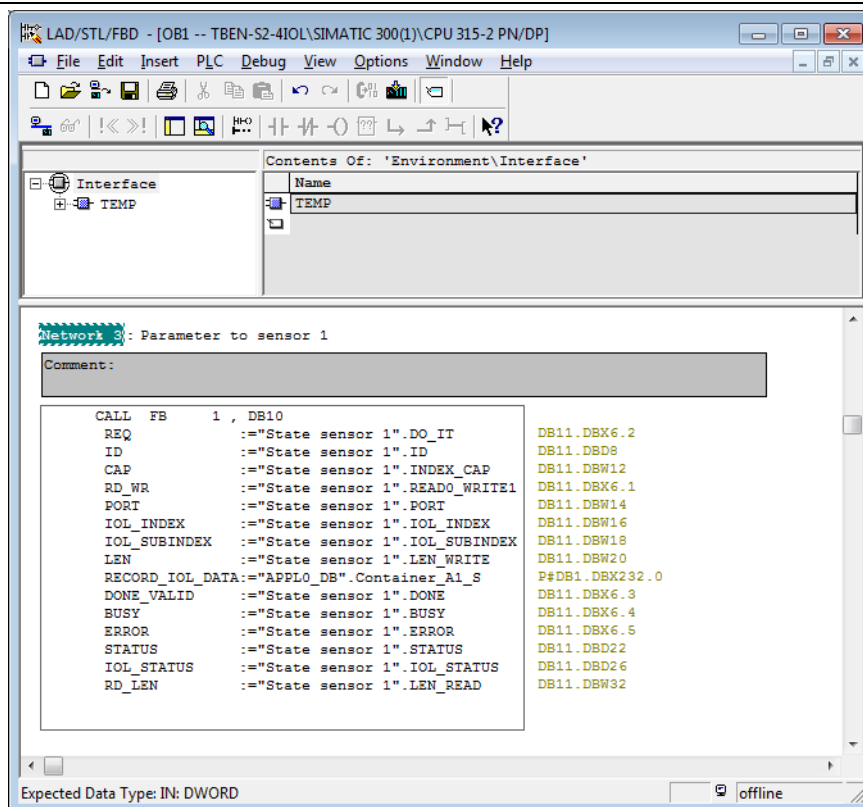 LAD/STL/FBD - [OB1 -- TBEN-S2-4IOL\SIMATIC 300(1)\CPU 315-2 PN/DP]
File Edit Insert PLC Debug View Options Window Help
Contents Of: 'Environment\Interface'
Interface
TEMP
Name
TEMP
Network 3: Parameter to sensor 1
Comment:
CALL FB 1 , DB10
REQ :="State sensor 1".DO_IT DB11.DBX6.2
ID :="State sensor 1".ID DB11.DBD8
CAP :="State sensor 1".INDEX_CAP DB11.DBW12
RD_WR :="State sensor 1".READ0_WRITE1 DB11.DBX6.1
PORT :="State sensor 1".PORT DB11.DBW14
IOL_INDEX :="State sensor 1".IOL_INDEX DB11.DBW16
IOL_SUBINDEX :="State sensor 1".IOL_SUBINDEX DB11.DBW18
LEN :="State sensor 1".LEN_WRITE DB11.DBW20
RECORD_IOL_DATA:="APPL0_DB".Container_A1_S P#DB1.DBX232.0
DONE_VALID :="State sensor 1".DONE DB11.DBX6.3
BUSY :="State sensor 1".BUSY DB11.DBX6.4
ERROR :="State sensor 1".ERROR DB11.DBX6.5
STATUS :="State sensor 1".STATUS DB11.DBD22
IOL_STATUS :="State sensor 1".IOL_STATUS DB11.DBD26
RD_LEN :="State sensor 1".LEN_READ DB11.DBW32
Expected Data Type: IN: DWORD
offline